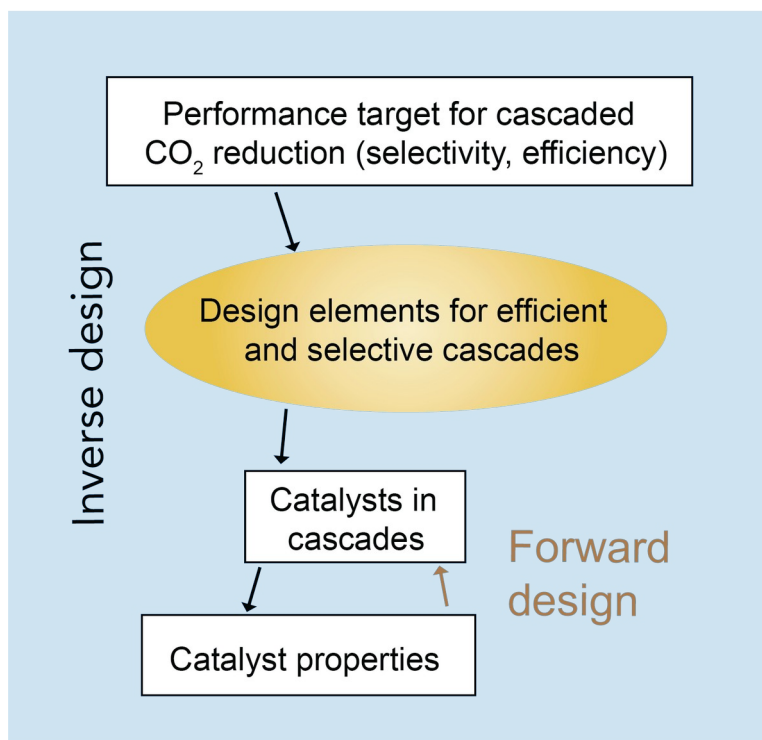 Performance target for cascaded
CO₂ reduction (selectivity, efficiency)
Inverse design
Design elements for efficient
and selective cascades
Catalysts in
cascades
Forward
design
Catalyst properties